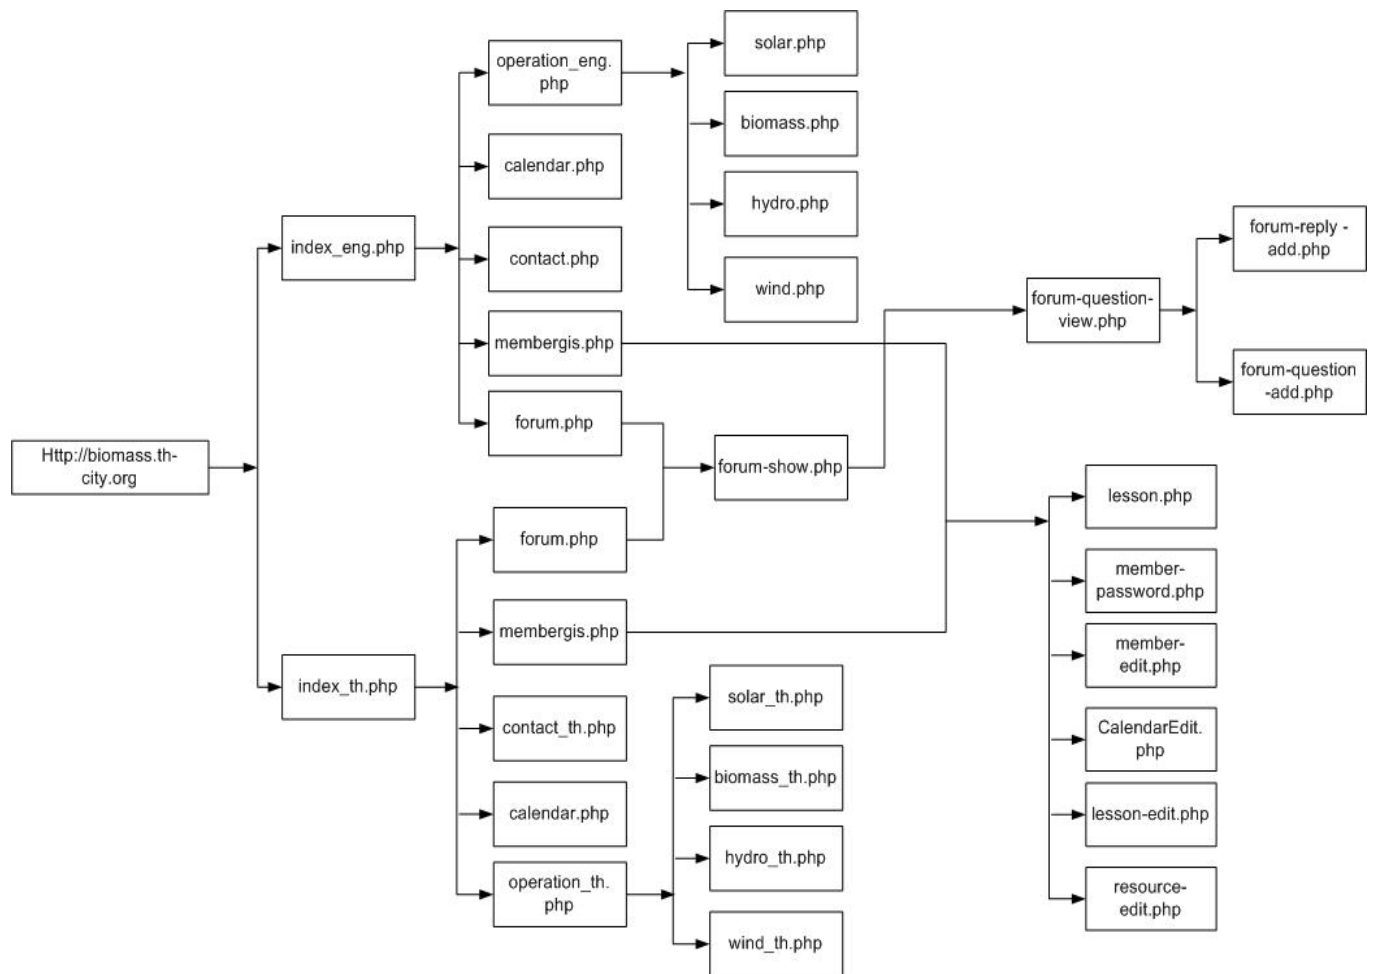 Http://biomass.th-
city.org
index_eng.php
index_th.php
operation_eng.
php
calendar.php
contact.php
membergis.php
forum.php
forum.php
membergis.php
contact_th.php
calendar.php
operation_th.
php
solar.php
biomass.php
hydro.php
wind.php
forum-show.php
solar_th.php
biomass_th.php
hydro_th.php
wind_th.php
forum-question-
view.php
forum-reply -
add.php
forum-question
-add.php
lesson.php
member-
password.php
member-
edit.php
CalendarEdit.
php
lesson-edit.php
resource-
edit.php